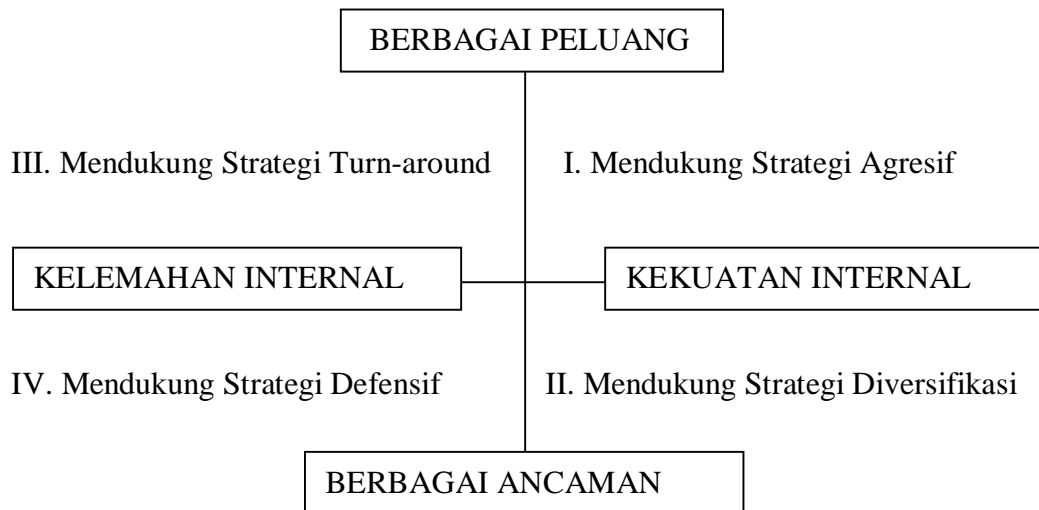 BERBAGAI PELUANG
III. Mendukung Strategi Turn-around
I. Mendukung Strategi Agresif
KELEMAHAN INTERNAL
KEKUATAN INTERNAL
IV. Mendukung Strategi Defensif
II. Mendukung Strategi Diversifikasi
BERBAGAI ANCAMAN